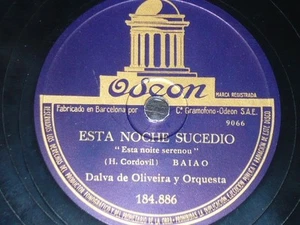 Odeon
MARCA REGISTRADA
9066
Fabricado en Barcelona por Cª. Gramofono-Odeon S.A.E.
ESTA NOCHE SUCEDIO
"Esta noite serenou"
(H. Cordovil) BAIAO
Dalva de Oliveira y Orquesta
184.886